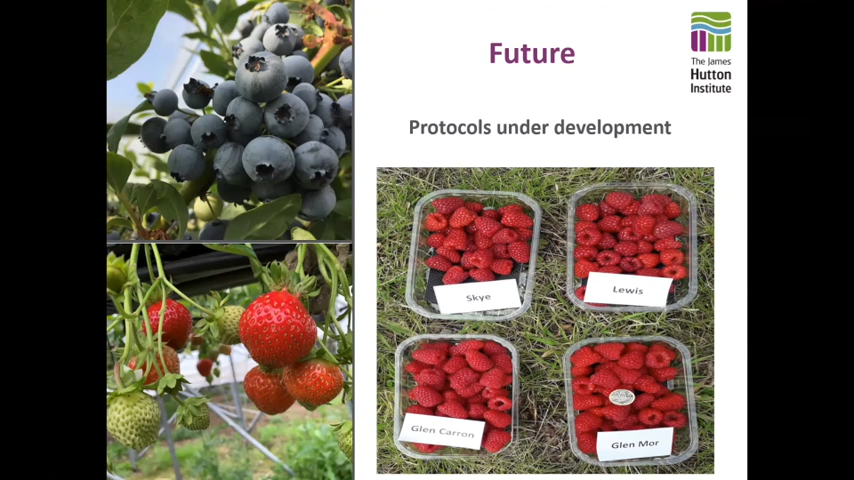 Future
The James
Hutton
Institute
Protocols under development
Skye
Lewis
Glen Carron
Glen Mor